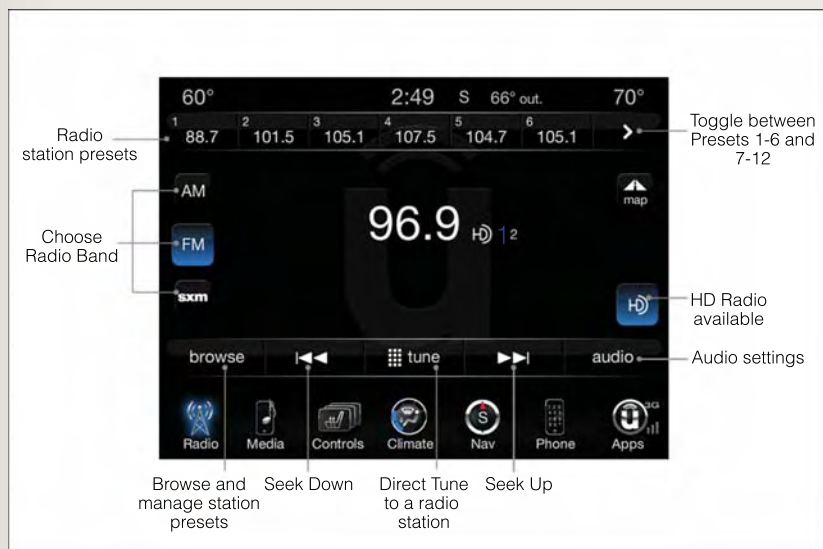 60° 2:49 S 66° out. 70°
1 2 3 4 5 6
88.7 101.5 105.1 107.5 104.7 105.1
Radio
station presets
Toggle between
Presets 1-6 and
7-12
AM
map
Choose
Radio Band
FM
96.9 HD 1 2
sxm
HD
HD Radio
available
browse tune audio
Audio settings
S
3G
Radio Media Controls Climate Nav Phone Apps
Browse and
manage station
presets
Seek Down
Direct Tune
to a radio
station
Seek Up